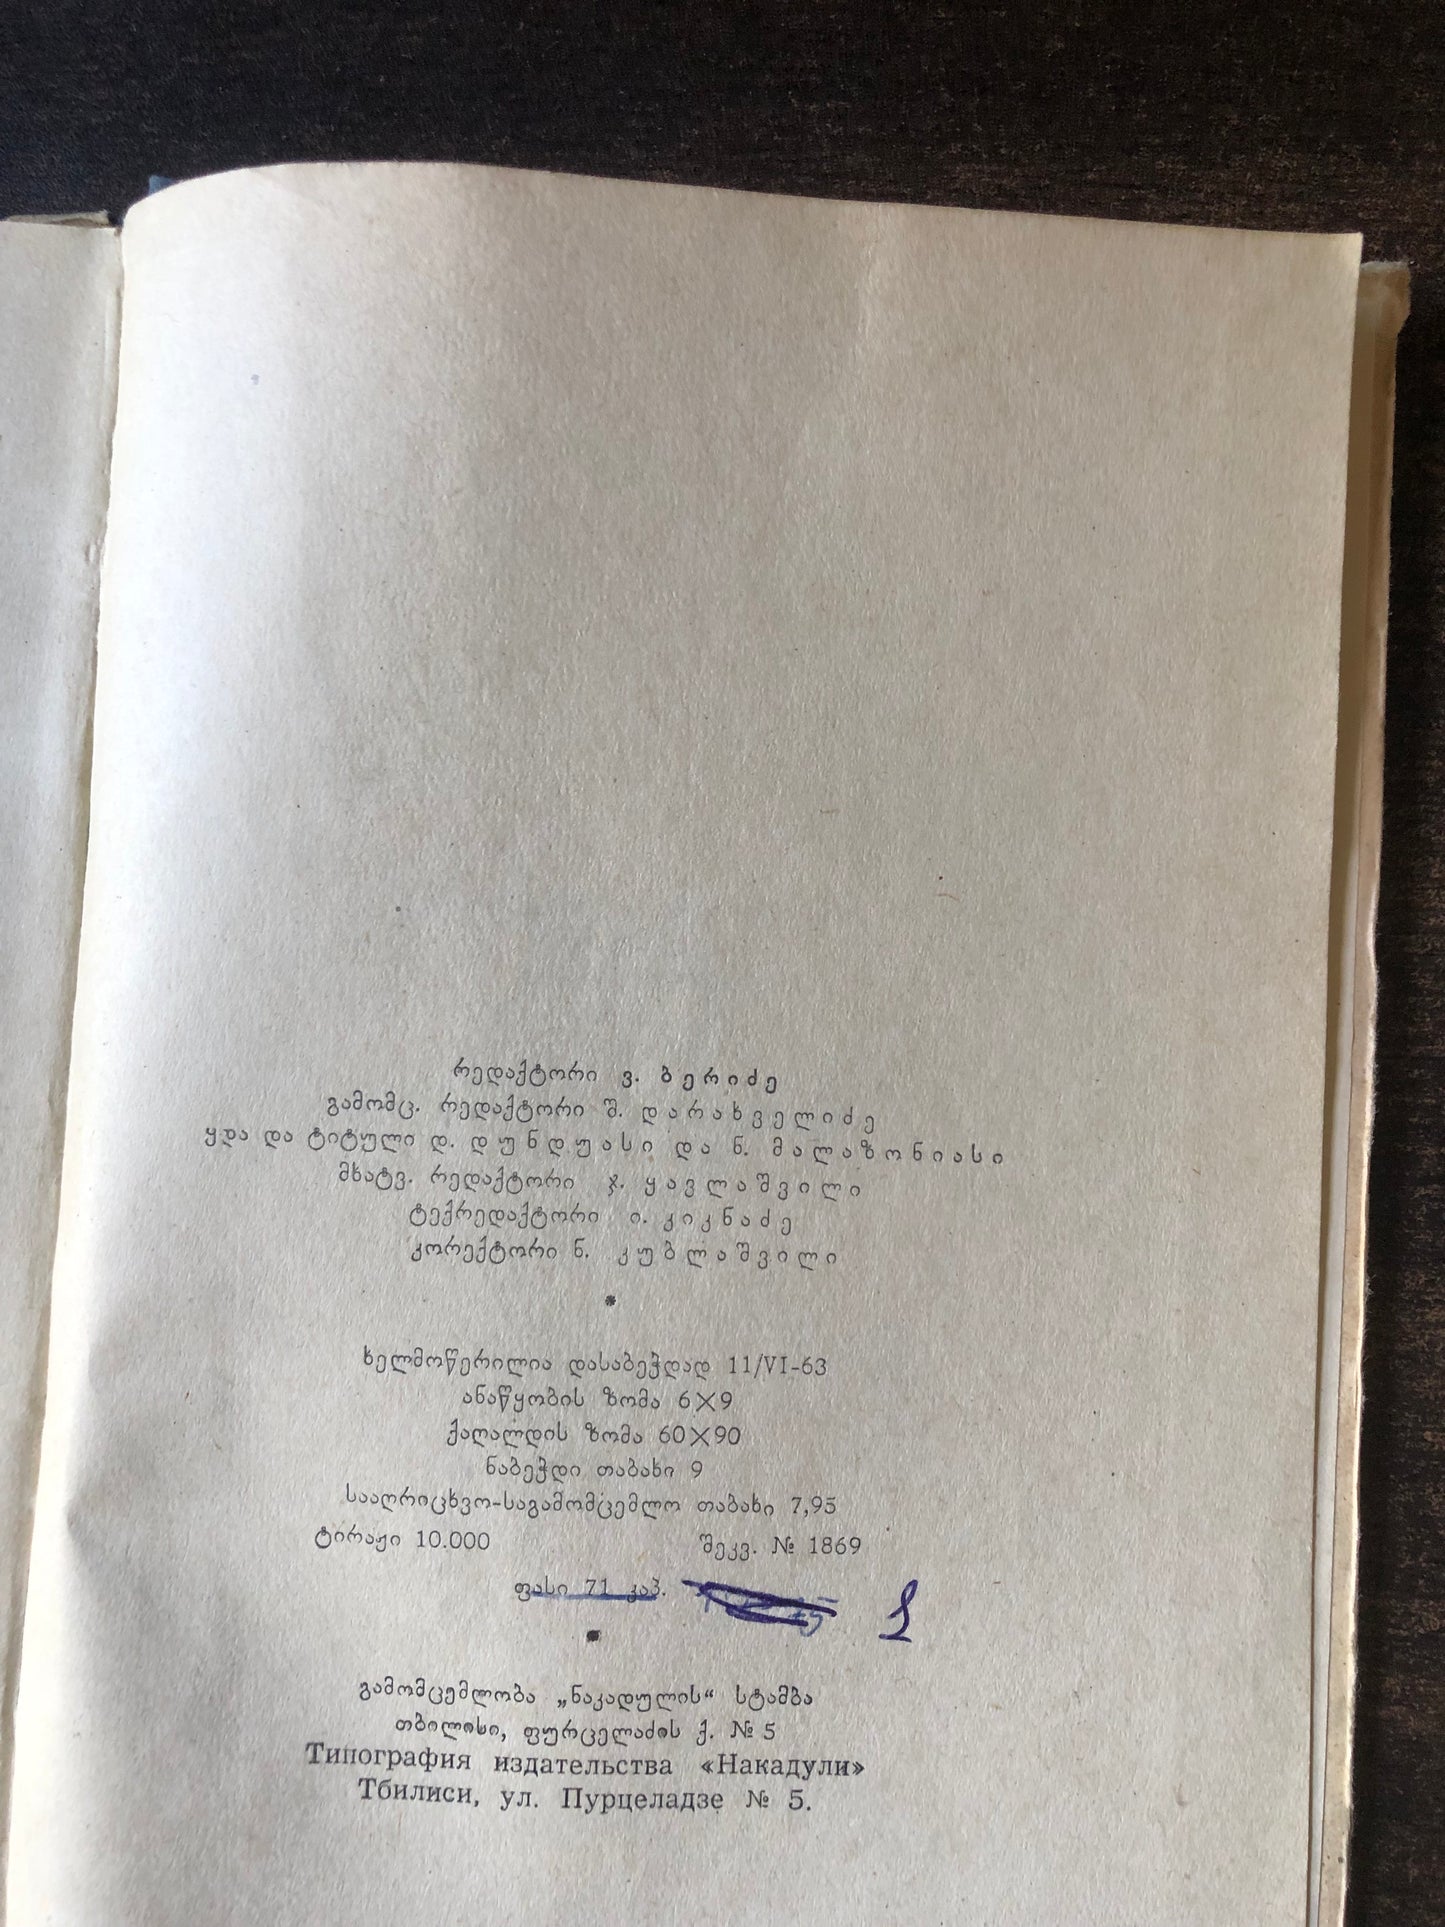 რედაქტორი ვ. ბერიძე
გამომც. რედაქტორი შ. დარახველიძე
ყდა და ტიტული დ. დუნდუასი და ნ. მალაზონიასი
მხატვ. რედაქტორი ჯ. ყავლაშვილი
ტექრედაქტორი ი. კიკნაძე
კორექტორი ნ. კუბლაშვილი
*
ხელმოწერილია დასაბეჭდად 11/VI-63
ანაწყობის ზომა 6×9
ქაღალდის ზომა 60×90
ნაბეჭდი თაბახი 9
სააღრიცხვო-საგამომცემლო თაბახი 7,95
ტირაჟი 10.000 შეკვ. № 1869
ფასი 71 კაპ.
გამომცემლობა „ნაკადულის“ სტამბა
თბილისი, ფურცელაძის ქ. № 5
Типография издательства «Накадули»
Тбилиси, ул. Пурцеладзе № 5.